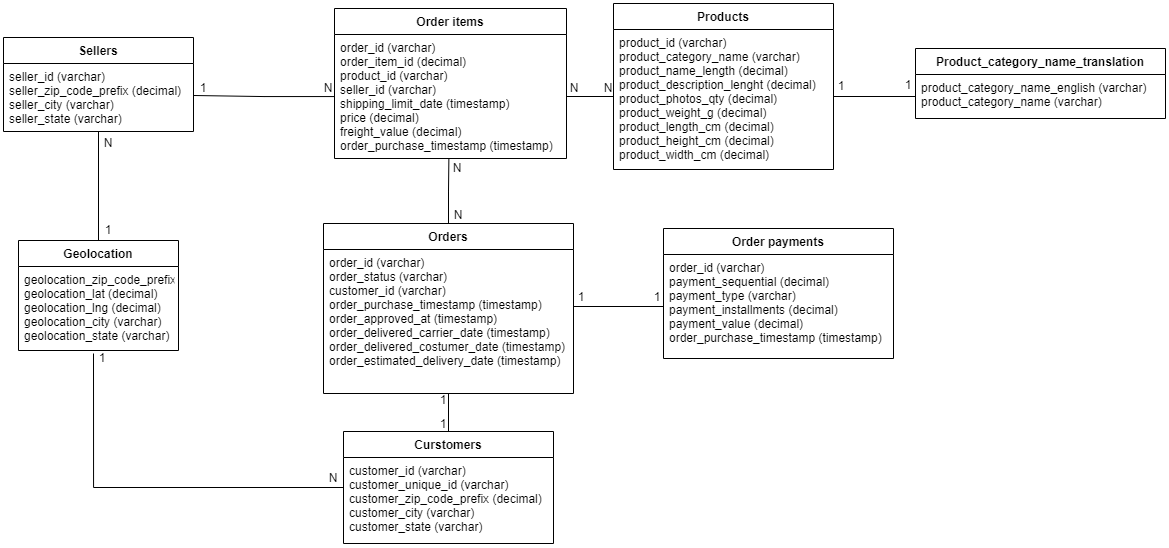 Sellers
seller_id (varchar)
seller_zip_code_prefix (decimal)
seller_city (varchar)
seller_state (varchar)
1
N
Order items
order_id (varchar)
order_item_id (decimal)
product_id (varchar)
seller_id (varchar)
shipping_limit_date (timestamp)
price (decimal)
freight_value (decimal)
order_purchase_timestamp (timestamp)
N
N
Products
product_id (varchar)
product_category_name (varchar)
product_name_length (decimal)
product_description_lenght (decimal)
product_photos_qty (decimal)
product_weight_g (decimal)
product_length_cm (decimal)
product_height_cm (decimal)
product_width_cm (decimal)
1
1
Product_category_name_translation
product_category_name_english (varchar)
product_category_name (varchar)
N
1
N
N
Geolocation
geolocation_zip_code_prefix
geolocation_lat (decimal)
geolocation_lng (decimal)
geolocation_city (varchar)
geolocation_state (varchar)
1
N
Orders
order_id (varchar)
order_status (varchar)
customer_id (varchar)
order_purchase_timestamp (timestamp)
order_approved_at (timestamp)
order_delivered_carrier_date (timestamp)
order_delivered_costumer_date (timestamp)
order_estimated_delivery_date (timestamp)
1
1
Order payments
order_id (varchar)
payment_sequential (decimal)
payment_type (varchar)
payment_installments (decimal)
payment_value (decimal)
order_purchase_timestamp (timestamp)
1
1
Curstomers
customer_id (varchar)
customer_unique_id (varchar)
customer_zip_code_prefix (decimal)
customer_city (varchar)
customer_state (varchar)